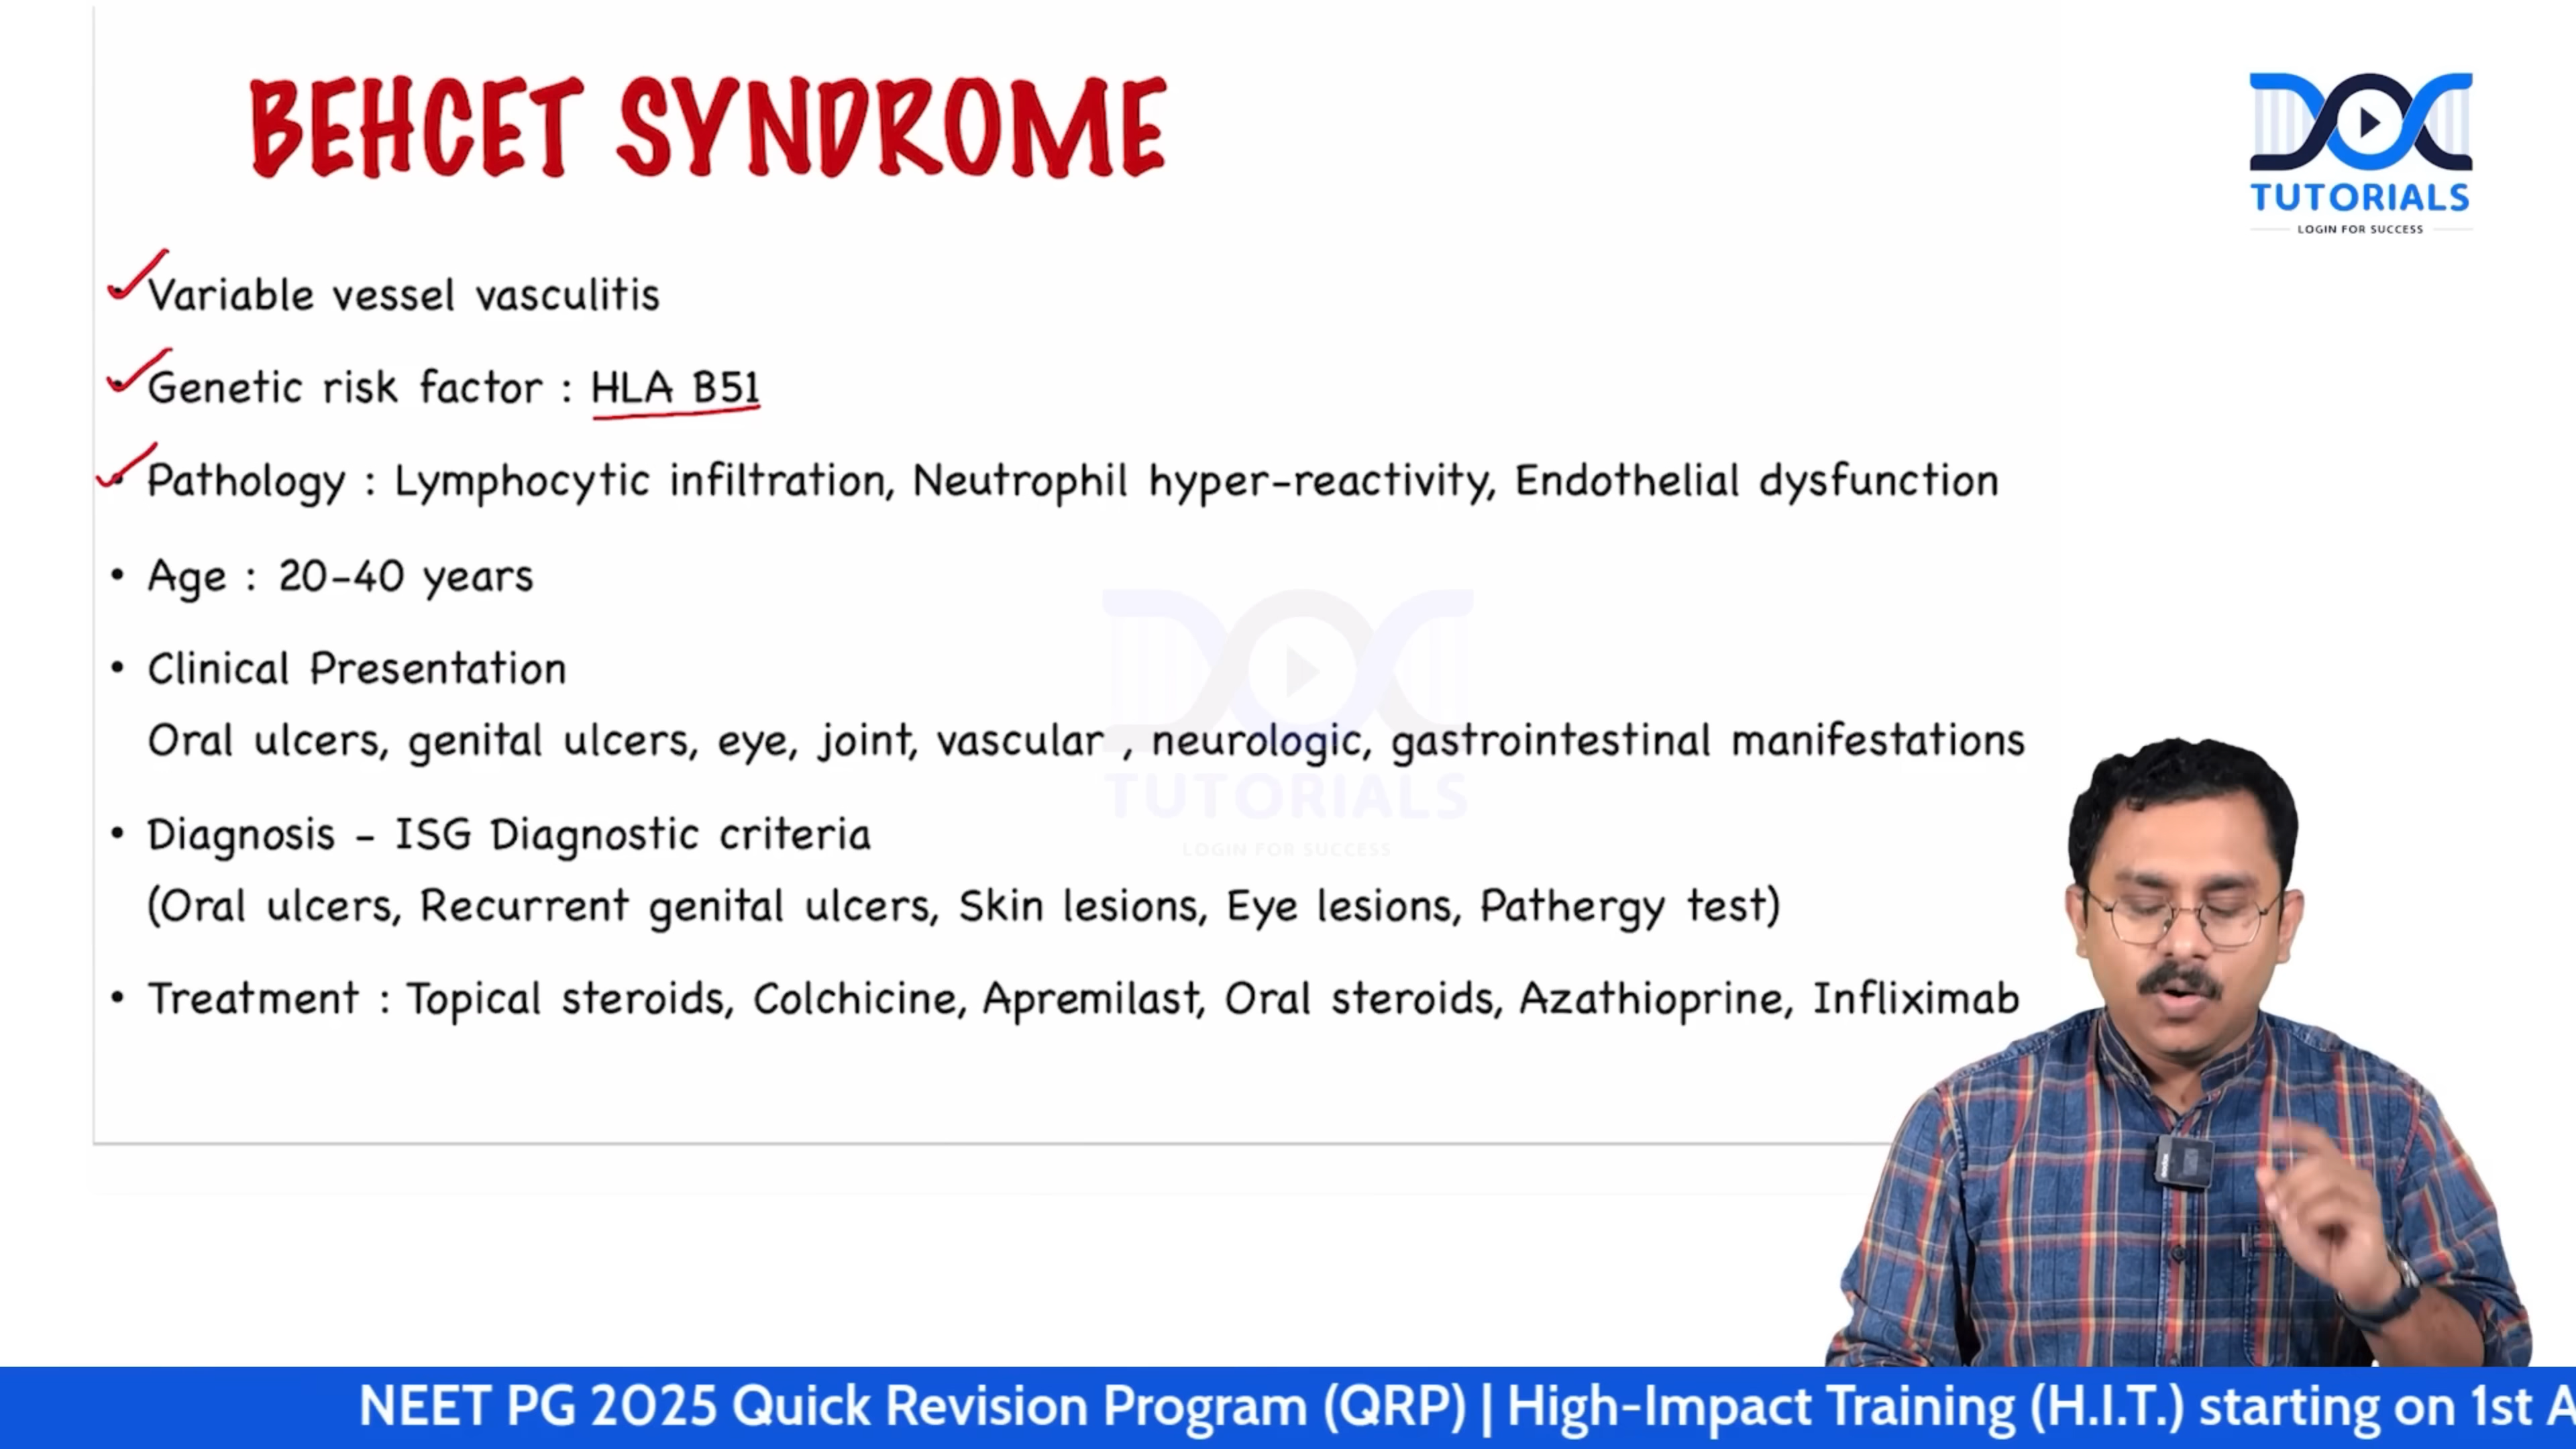 BEHCET SYNDROME
DOC
TUTORIALS
LOGIN FOR SUCCESS
Variable vessel vasculitis
Genetic risk factor : HLA B51
Pathology : Lymphocytic infiltration, Neutrophil hyper-reactivity, Endothelial dysfunction
• Age : 20-40 years
• Clinical Presentation
Oral ulcers, genital ulcers, eye, joint, vascular , neurologic, gastrointestinal manifestations
DOC
TUTORIALS
LOGIN FOR SUCCESS
• Diagnosis - ISG Diagnostic criteria
(Oral ulcers, Recurrent genital ulcers, Skin lesions, Eye lesions, Pathergy test)
• Treatment : Topical steroids, Colchicine, Apremilast, Oral steroids, Azathioprine, Infliximab
NEET PG 2025 Quick Revision Program (QRP) | High-Impact Training (H.I.T.) starting on 1st A